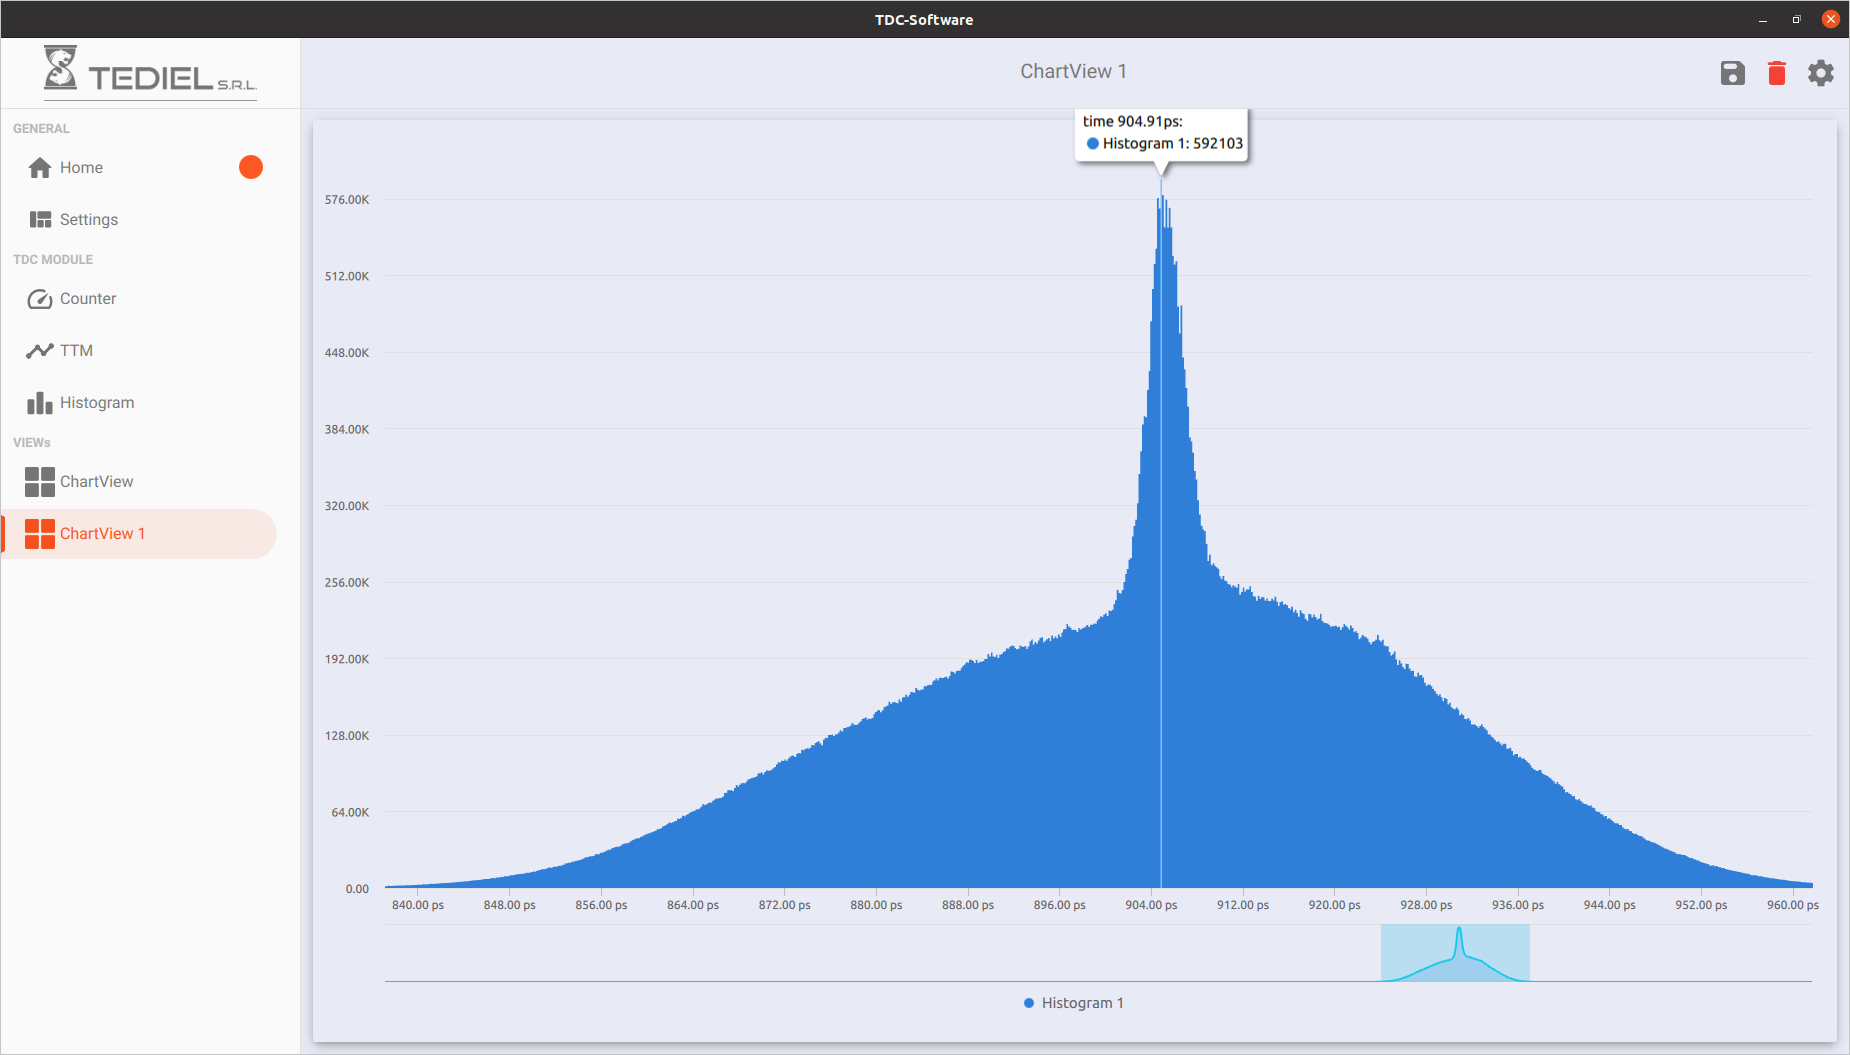 TDC-Software
TEDIEL S.R.L.
ChartView 1
GENERAL
Home
Settings
TDC MODULE
Counter
TTM
Histogram
VIEWs
ChartView
ChartView 1
time 904.91ps:
Histogram 1: 592103
576.00K
512.00K
448.00K
384.00K
320.00K
256.00K
192.00K
128.00K
64.00K
0.00
840.00 ps 848.00 ps 856.00 ps 864.00 ps 872.00 ps 880.00 ps 888.00 ps 896.00 ps 904.00 ps 912.00 ps 920.00 ps 928.00 ps 936.00 ps 944.00 ps 952.00 ps 960.00 ps
Histogram 1